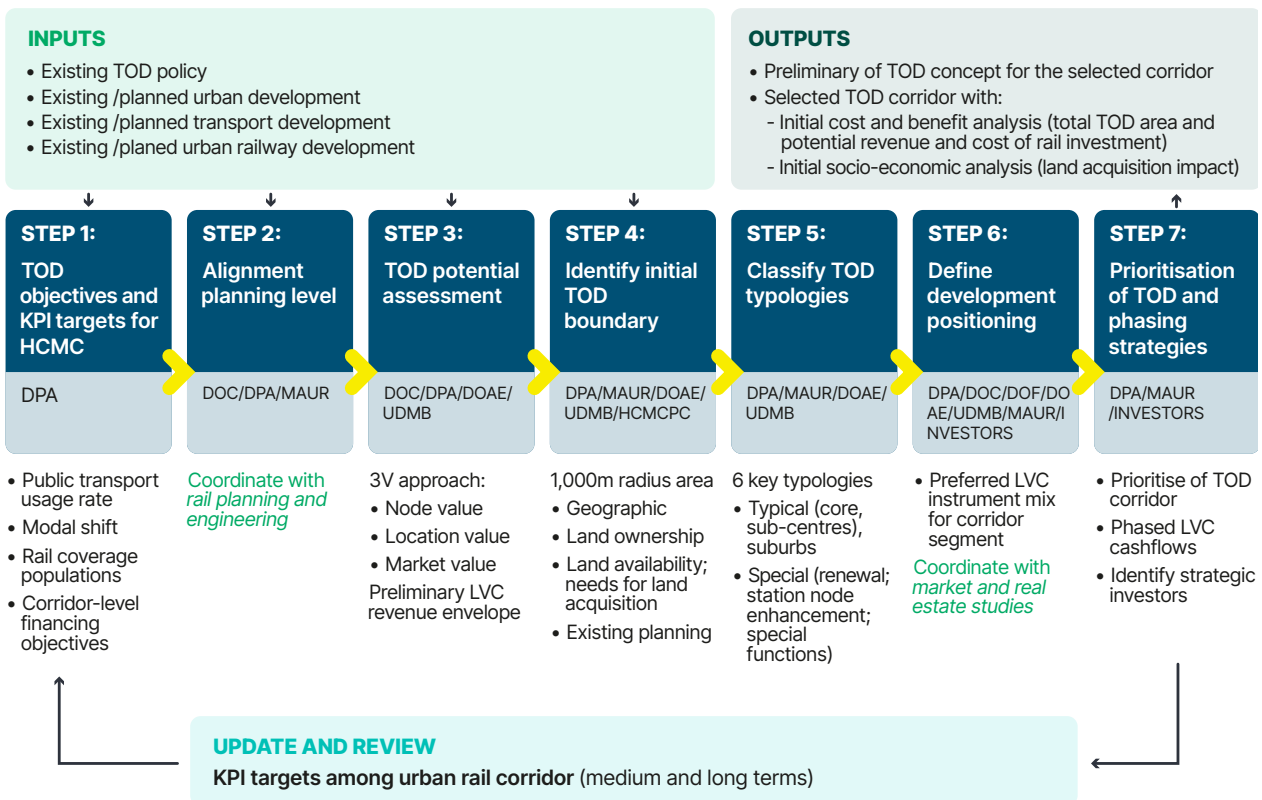 INPUTS
• Existing TOD policy
• Existing /planned urban development
• Existing /planned transport development
• Existing /planed urban railway development
OUTPUTS
• Preliminary of TOD concept for the selected corridor
• Selected TOD corridor with:
- Initial cost and benefit analysis (total TOD area and
potential revenue and cost of rail investment)
- Initial socio-economic analysis (land acquisition impact)
STEP 1:
TOD
objectives and
KPI targets for
HCMC
DPA
• Public transport
usage rate
• Modal shift
• Rail coverage
populations
• Corridor-level
financing
objectives
STEP 2:
Alignment
planning level
DOC/DPA/MAUR
Coordinate with
rail planning and
engineering
STEP 3:
TOD potential
assessment
DOC/DPA/DOAE/
UDMB
3V approach:
• Node value
• Location value
• Market value
Preliminary LVC
revenue envelope
STEP 4:
Identify initial
TOD
boundary
DPA/MAUR/DOAE/
UDMB/HCMCPC
1,000m radius area
• Geographic
• Land ownership
• Land availability;
needs for land
acquisition
• Existing planning
STEP 5:
Classify TOD
typologies
DPA/MAUR/DOAE/
UDMB
6 key typologies
• Typical (core,
sub-centres),
suburbs
• Special (renewal;
station node
enhancement;
special
functions)
STEP 6:
Define
development
positioning
DPA/DOC/DOF/DO
AE/UDMB/MAUR/I
NVESTORS
• Preferred LVC
instrument mix
for corridor
segment
Coordinate with
market and real
estate studies
STEP 7:
Prioritisation
of TOD and
phasing
strategies
DPA/MAUR
/INVESTORS
• Prioritise of TOD
corridor
• Phased LVC
cashflows
• Identify strategic
investors
UPDATE AND REVIEW
KPI targets among urban rail corridor (medium and long terms)